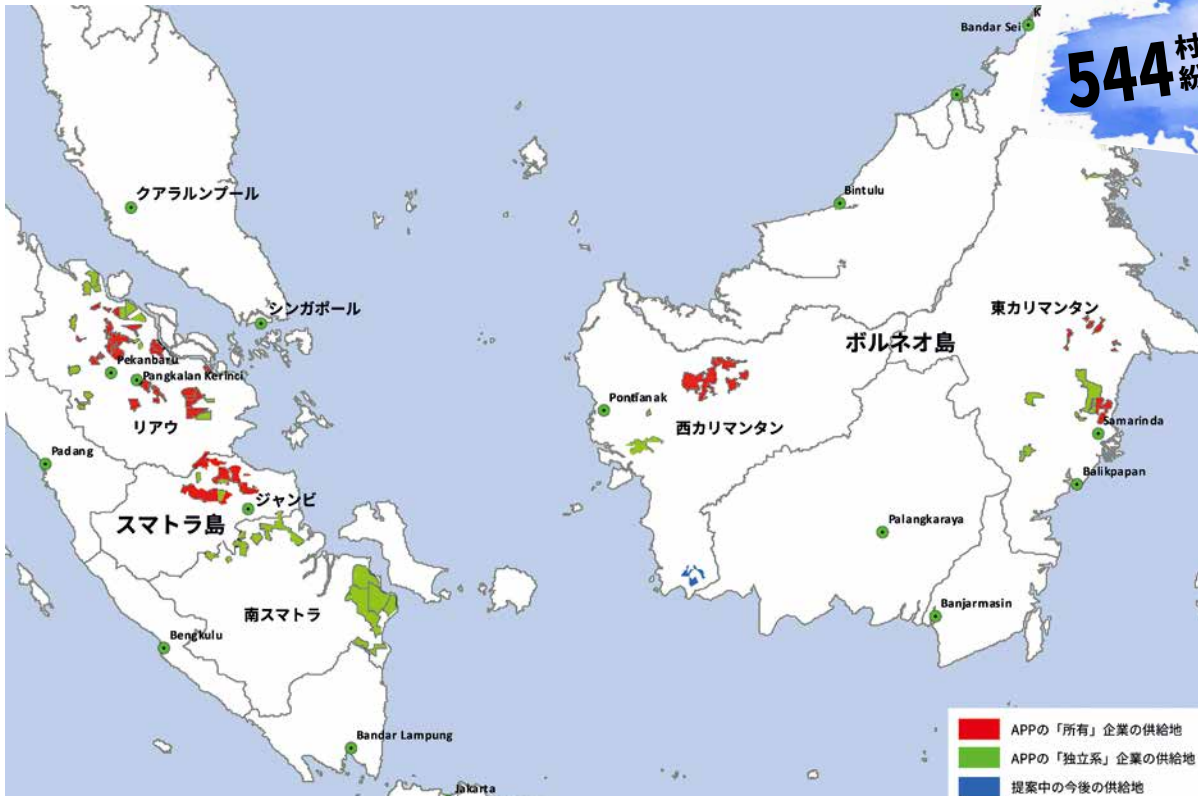 Bandar Sei
K
544 村
クアラルンプール
Bintulu
シンガポール
東カリマンタン
ボルネオ島
Pekanbaru
Pangkalan Kerinci
Pontianak
リアウ
西カリマンタン
Samarinda
Padang
Balikpapan
ジャンビ
スマトラ島
Palangkaraya
南スマトラ
Banjarmasin
Bengkulu
Bandar Lampung
Jakarta
APPの「所有」企業の供給地
APPの「独立系」企業の供給地
提案中の今後の供給地